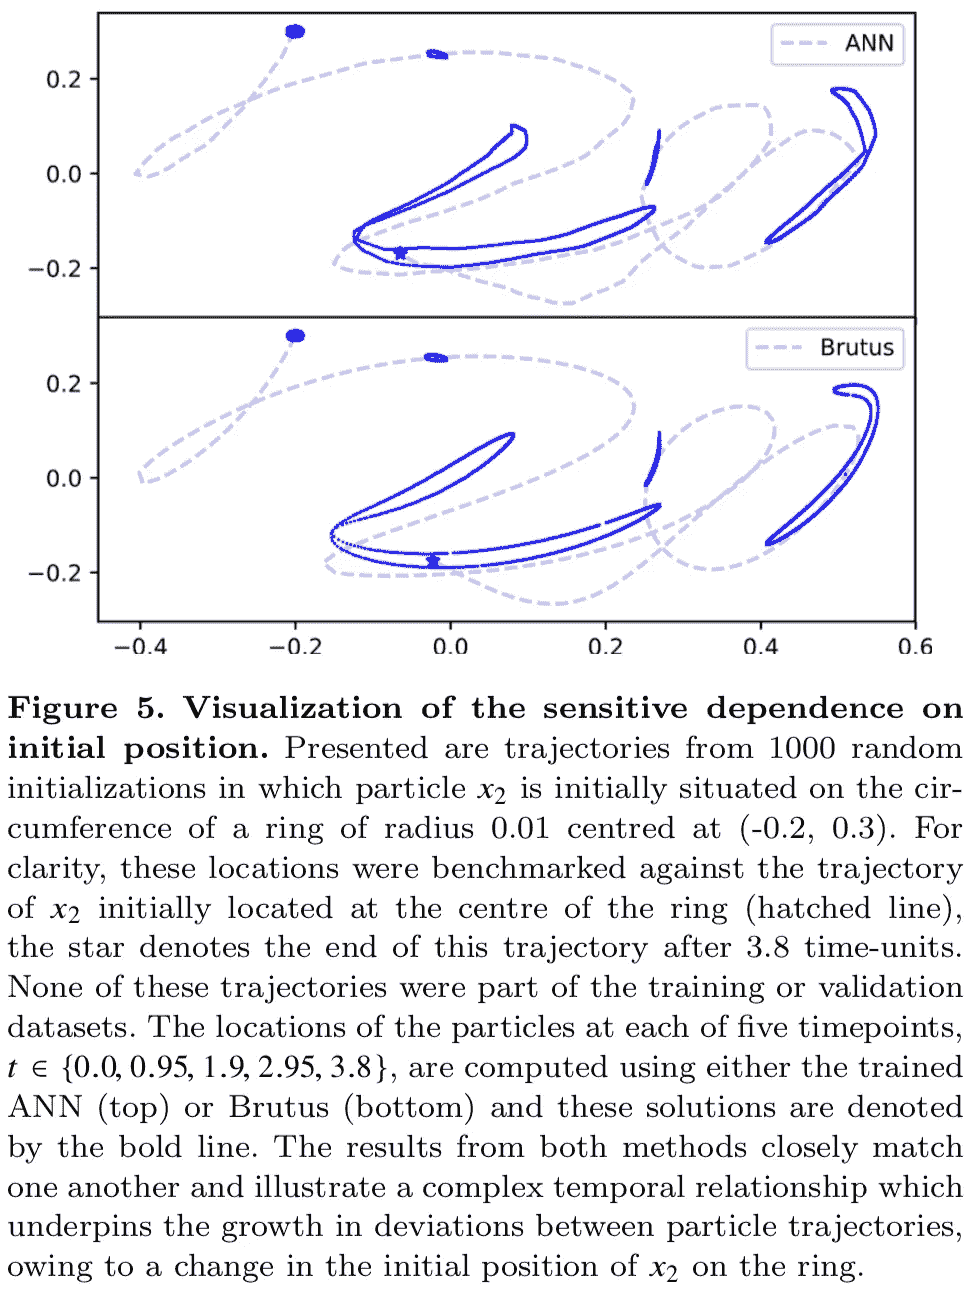 ANN
0.2
0.0
−0.2
Brutus
0.2
0.0
−0.2
−0.4 −0.2 0.0 0.2 0.4 0.6
Figure 5. Visualization of the sensitive dependence on
initial position. Presented are trajectories from 1000 random
initializations in which particle x₂ is initially situated on the cir-
cumference of a ring of radius 0.01 centred at (-0.2, 0.3). For
clarity, these locations were benchmarked against the trajectory
of x₂ initially located at the centre of the ring (hatched line),
the star denotes the end of this trajectory after 3.8 time-units.
None of these trajectories were part of the training or validation
datasets. The locations of the particles at each of five timepoints,
t ∈ {0.0, 0.95, 1.9, 2.95, 3.8}, are computed using either the trained
ANN (top) or Brutus (bottom) and these solutions are denoted
by the bold line. The results from both methods closely match
one another and illustrate a complex temporal relationship which
underpins the growth in deviations between particle trajectories,
owing to a change in the initial position of x₂ on the ring.